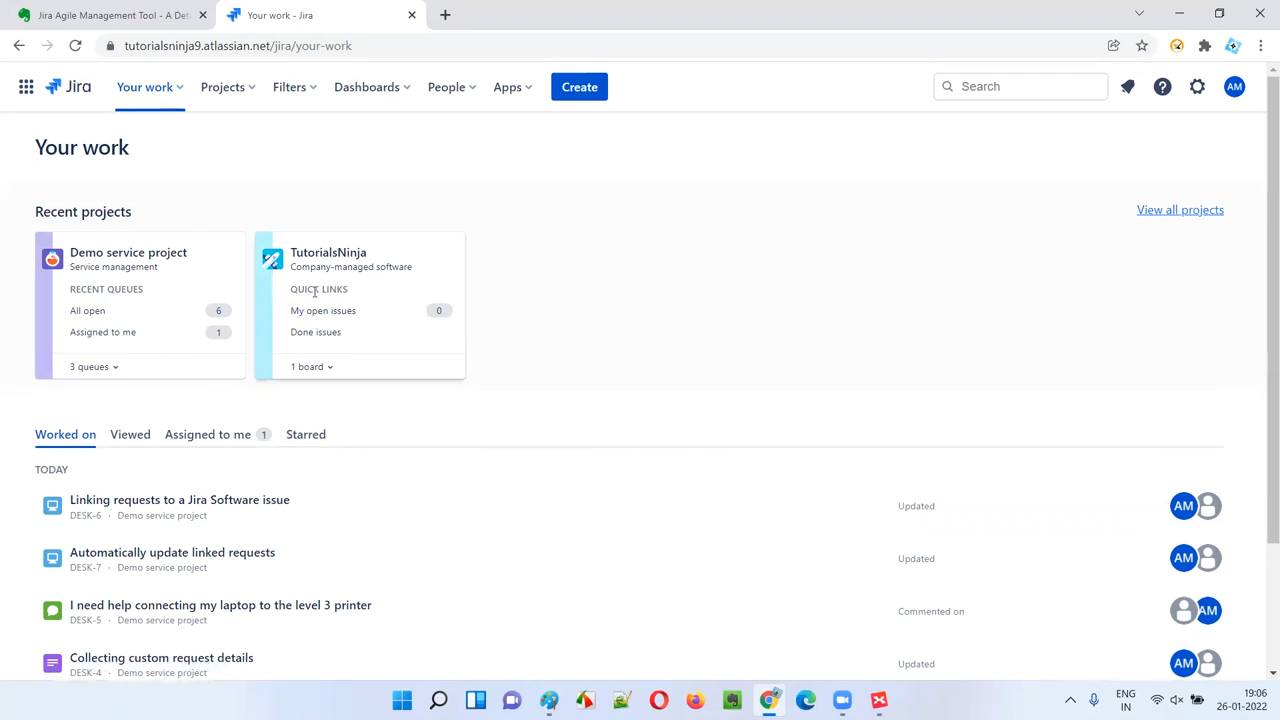 Jira Agile Management Tool - A Det
Your work - Jira
tutorialsninja9.atlassian.net/jira/your-work
Jira
Your work
Projects
Filters
Dashboards
People
Apps
Create
Search
AM
Your work
Recent projects
View all projects
Demo service project
Service management
RECENT QUEUES
All open 6
Assigned to me 1
3 queues
TutorialsNinja
Company-managed software
QUICK LINKS
My open issues 0
Done issues
1 board
Worked on
Viewed
Assigned to me 1
Starred
TODAY
Linking requests to a Jira Software issue
DESK-6 · Demo service project
Updated
AM
Automatically update linked requests
DESK-7 · Demo service project
Updated
AM
I need help connecting my laptop to the level 3 printer
DESK-5 · Demo service project
Commented on
AM
Collecting custom request details
DESK-4 · Demo service project
Updated
AM
ENG
IN
19:06
26-01-2022